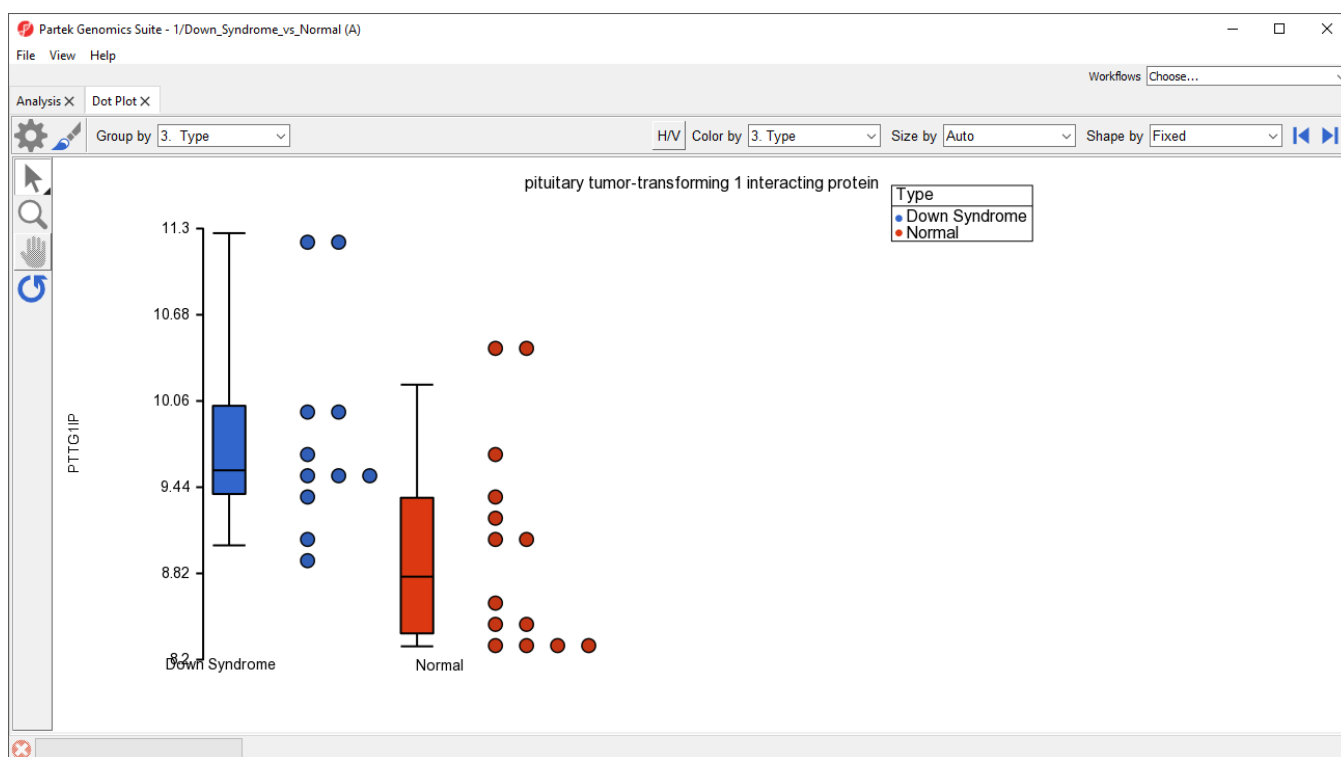 Partek Genomics Suite - 1/Down_Syndrome_vs_Normal (A)
File View Help
Workflows Choose...
Analysis Dot Plot
Group by 3. Type H/V Color by 3. Type Size by Auto Shape by Fixed
pituitary tumor-transforming 1 interacting protein
Type
Down Syndrome
Normal
11.3
10.68
10.06
9.44
8.82
8.2
PTTG1IP
Down Syndrome Normal